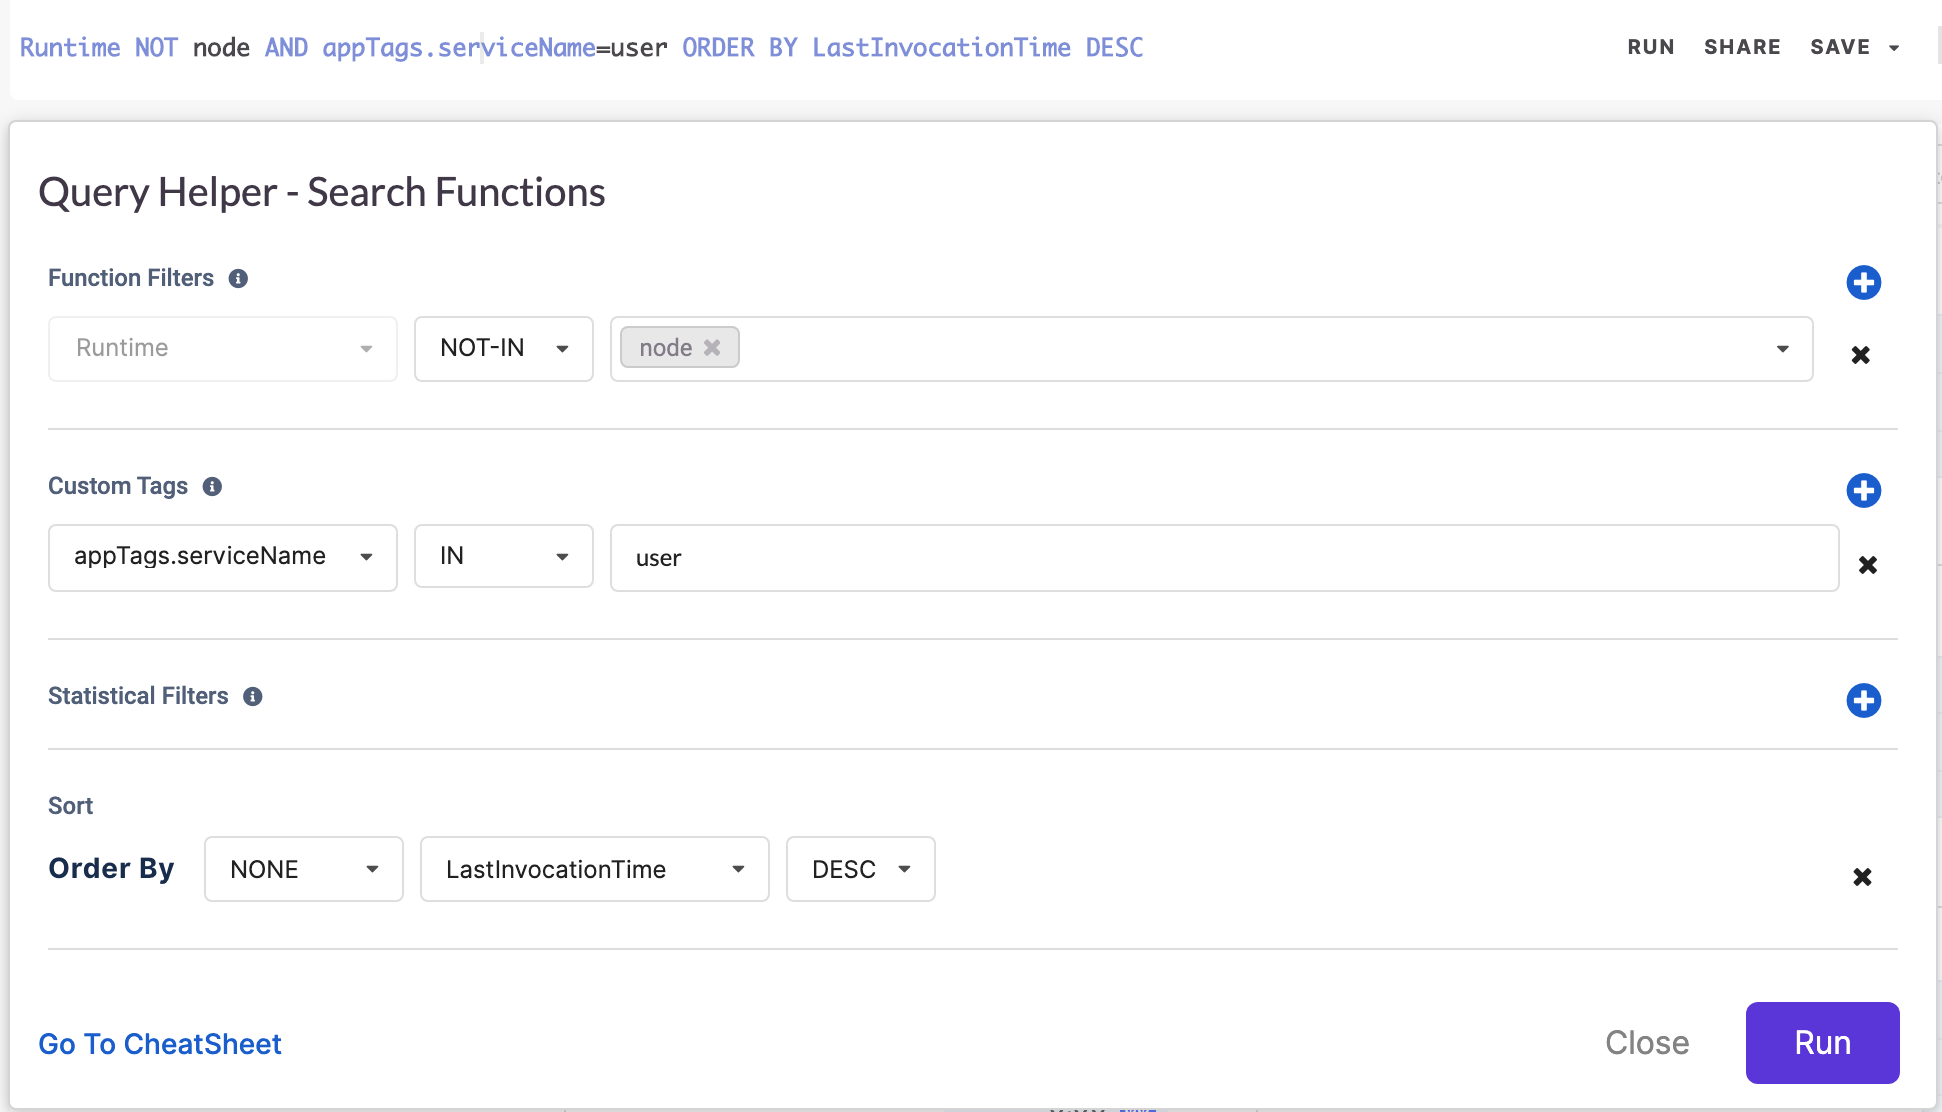 Runtime NOT node AND appTags.serviceName=user ORDER BY LastInvocationTime DESC
RUN SHARE SAVE
Query Helper - Search Functions
Function Filters
Runtime NOT-IN node
Custom Tags
appTags.serviceName IN user
Statistical Filters
Sort
Order By NONE LastInvocationTime DESC
Go To CheatSheet Close Run